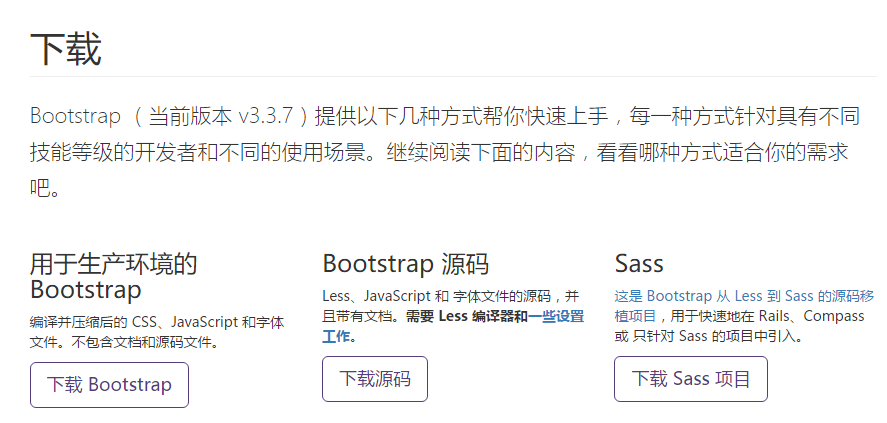 下载
Bootstrap （当前版本 v3.3.7）提供以下几种方式帮你快速上手，每一种方式针对具有不同
技能等级的开发者和不同的使用场景。继续阅读下面的内容，看看哪种方式适合你的需求
吧。
用于生产环境的
Bootstrap
编译并压缩后的 CSS、JavaScript 和字体
文件。不包含文档和源码文件。
下载 Bootstrap
Bootstrap 源码
Less、JavaScript 和 字体文件的源码，并
且带有文档。需要 Less 编译器和一些设置
工作。
下载源码
Sass
这是 Bootstrap 从 Less 到 Sass 的源码移
植项目，用于快速地在 Rails、Compass
或 只针对 Sass 的项目中引入。
下载 Sass 项目